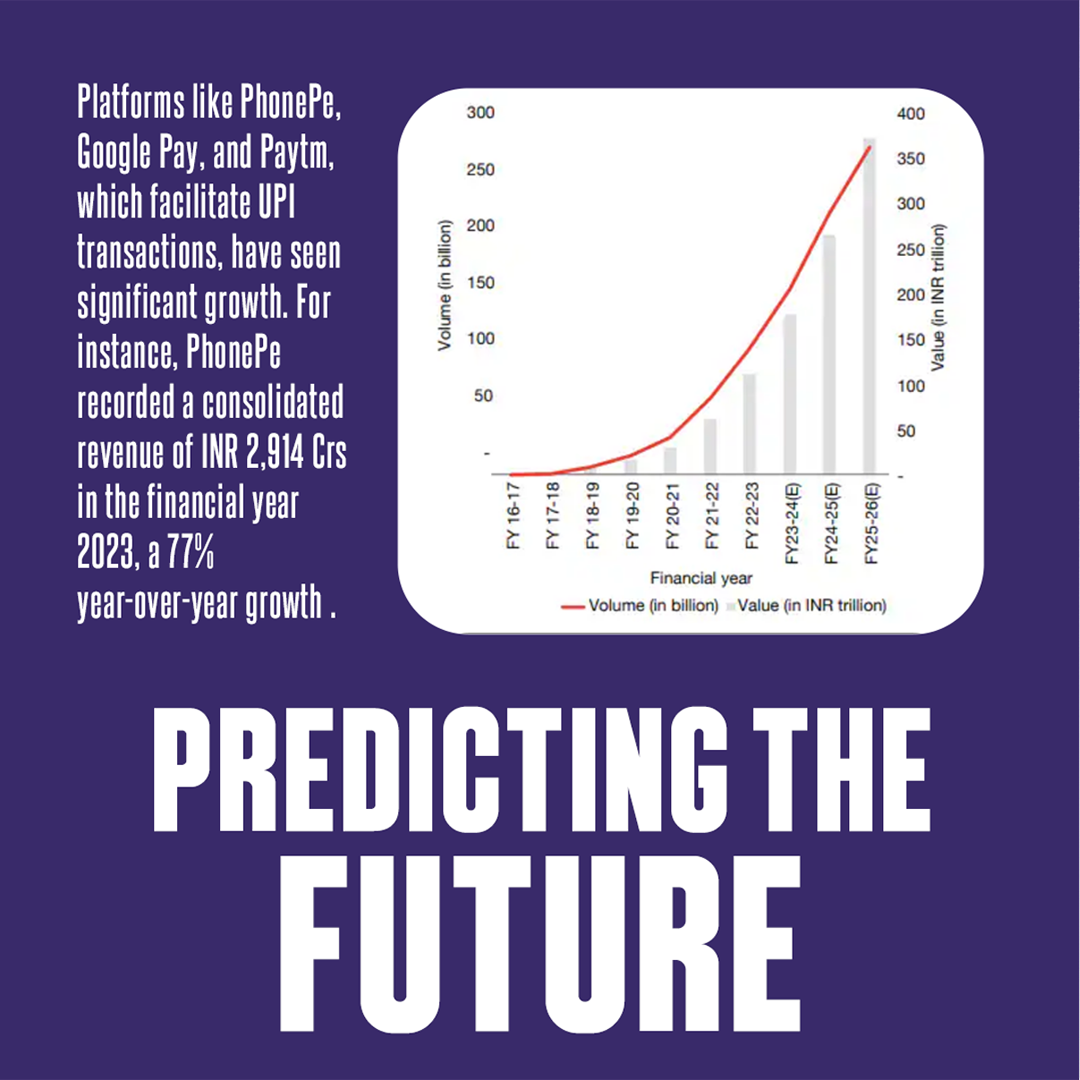 Platforms like PhonePe,
Google Pay, and Paytm,
which facilitate UPI
transactions, have seen
significant growth. For
instance, PhonePe
recorded a consolidated
revenue of INR 2,914 Crs
in the financial year
2023, a 77%
year-over-year growth .
300
250
200
150
100
50
-
Volume (in billion)
400
350
300
250
200
150
100
50
-
Value (in INR trillion)
FY 16-17
FY 17-18
FY 18-19
FY 19-20
FY 20-21
FY 21-22
FY 22-23
FY23-24(E)
FY24-25(E)
FY25-26(E)
Financial year
Volume (in billion) Value (in INR trillion)
PREDICTING THE
FUTURE